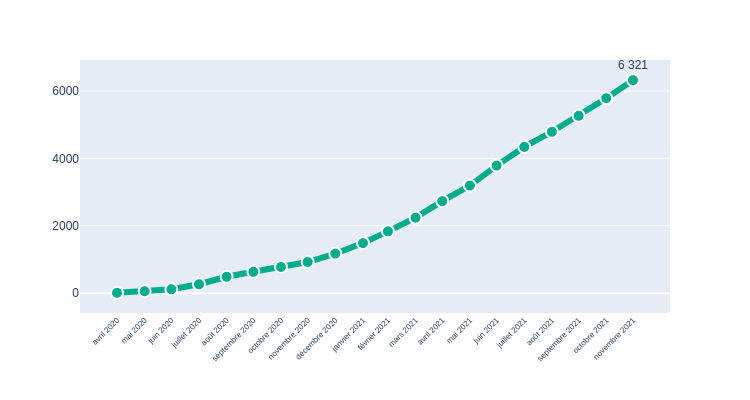 6 321
6000
4000
2000
0
avril 2020
mai 2020
juin 2020
juillet 2020
août 2020
septembre 2020
octobre 2020
novembre 2020
décembre 2020
janvier 2021
février 2021
mars 2021
avril 2021
mai 2021
juin 2021
juillet 2021
août 2021
septembre 2021
octobre 2021
novembre 2021